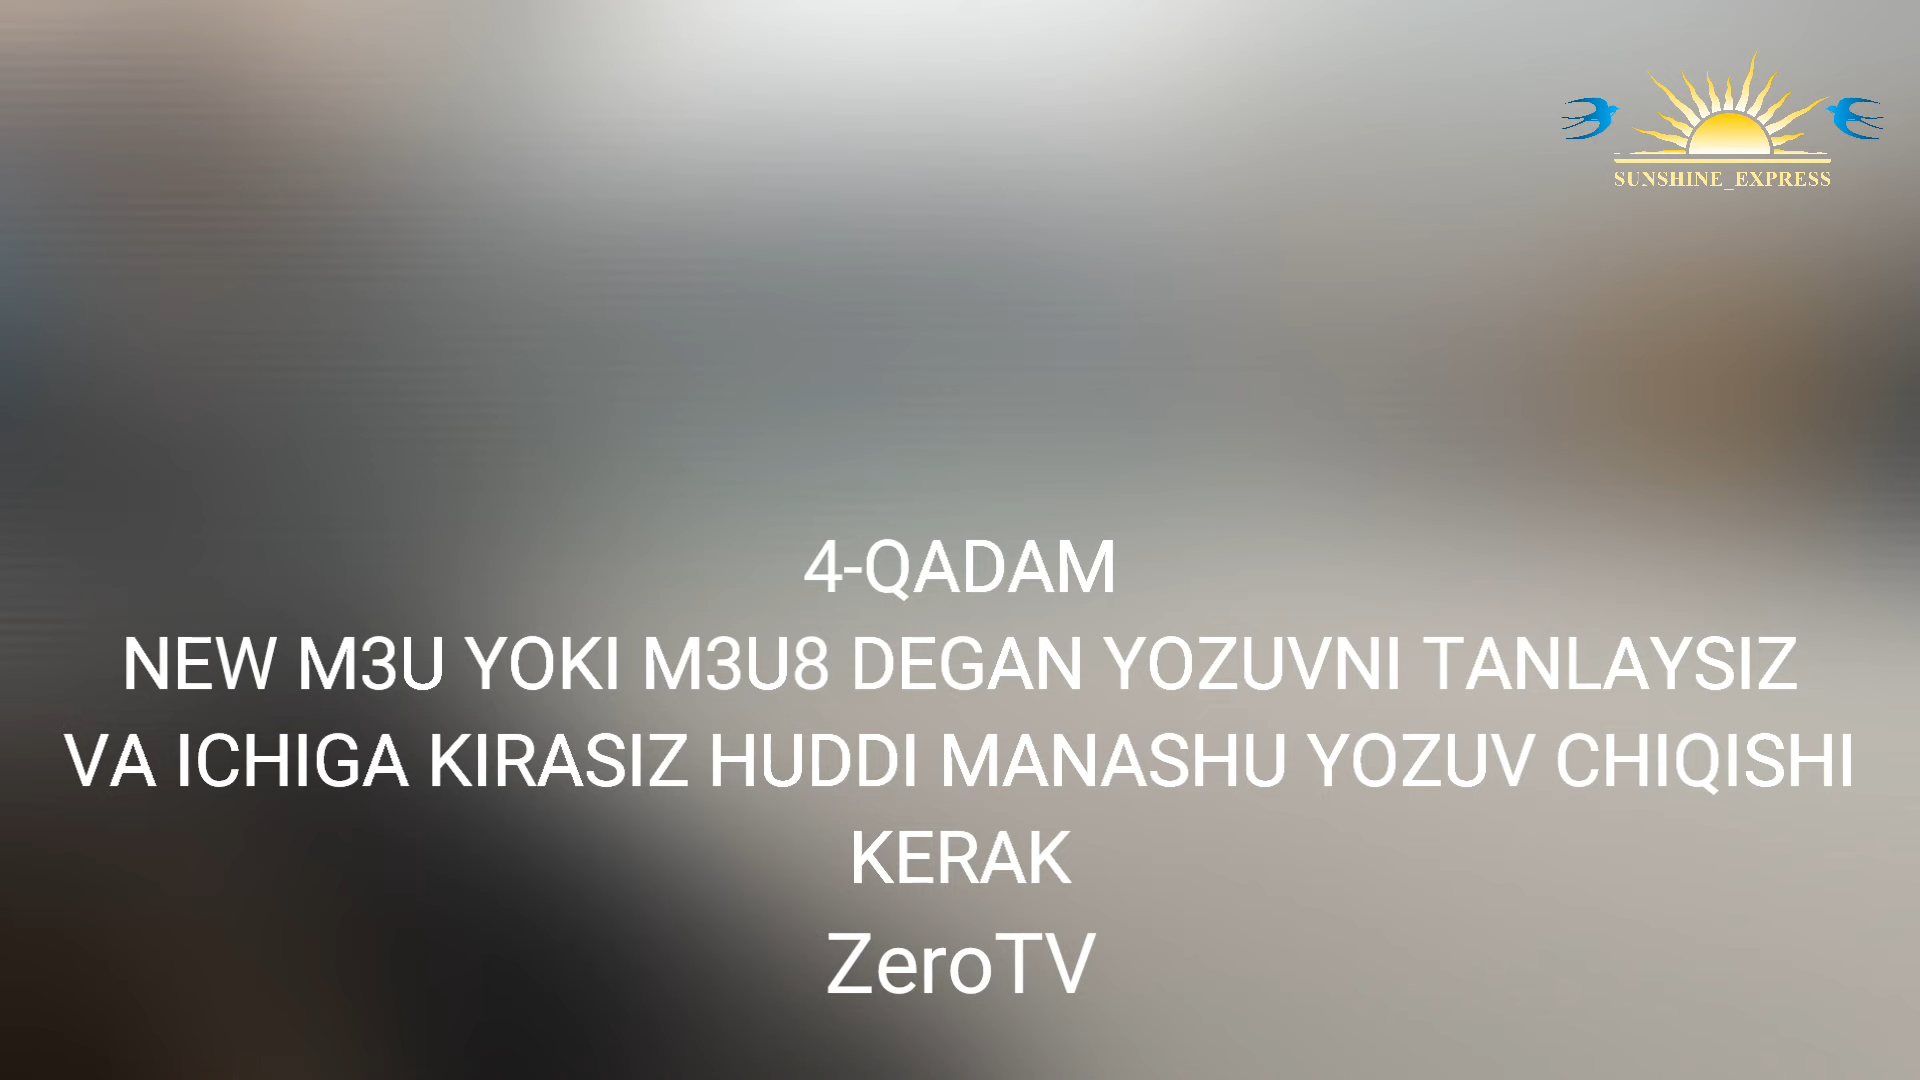 SUNSHINE_EXPRESS
4-QADAM
NEW M3U YOKI M3U8 DEGAN YOZUVNI TANLAYSIZ
VA ICHIGA KIRASIZ HUDDI MANASHU YOZUV CHIQISHI
KERAK
ZeroTV